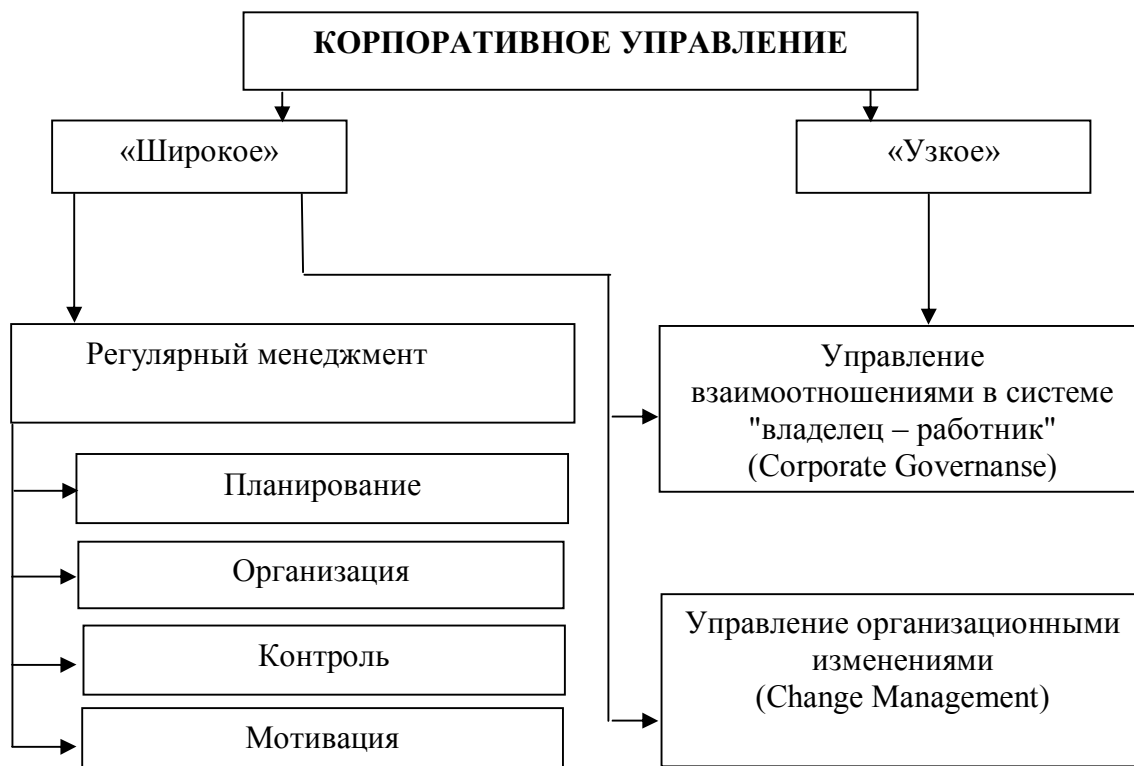 КОРПОРАТИВНОЕ УПРАВЛЕНИЕ
«Широкое»
«Узкое»
Регулярный менеджмент
Планирование
Организация
Контроль
Мотивация
Управление
взаимоотношениями в системе
"владелец – работник"
(Corporate Governanse)
Управление организационными
изменениями
(Change Management)